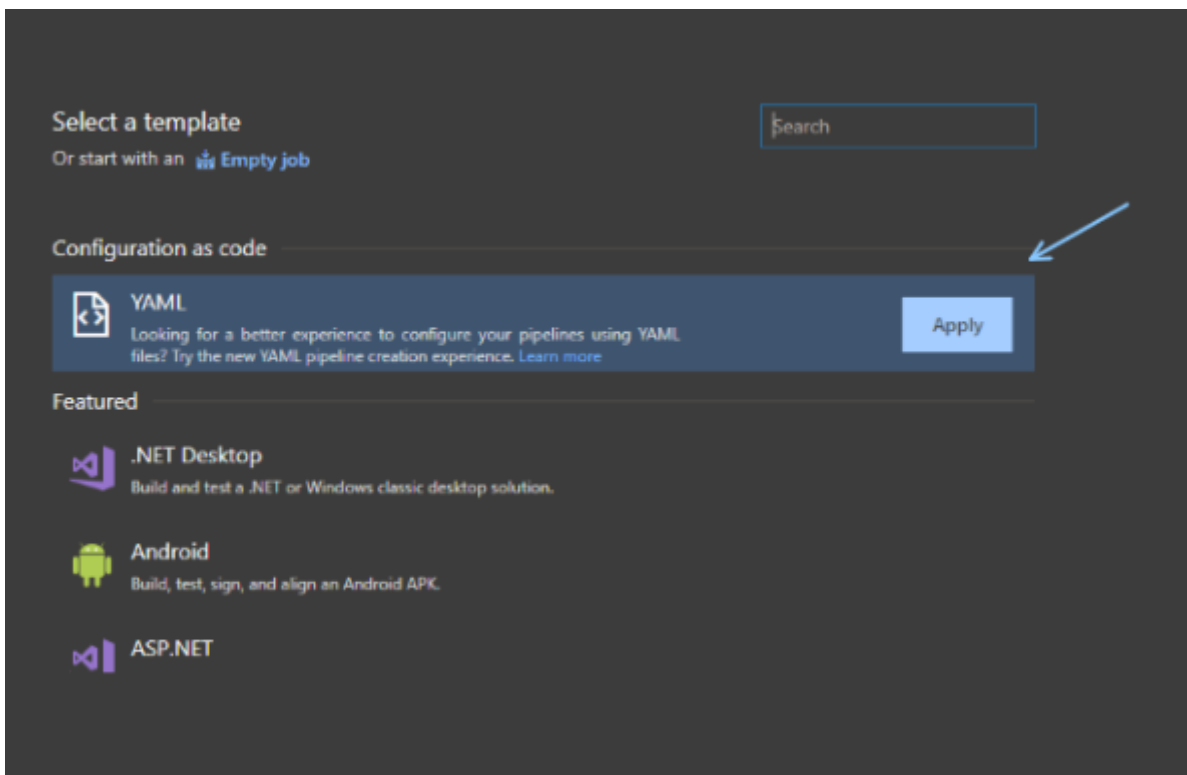 Select a template
Search
Or start with an Empty job
Configuration as code
YAML
Looking for a better experience to configure your pipelines using YAML
files? Try the new YAML pipeline creation experience. Learn more
Apply
Featured
.NET Desktop
Build and test a .NET or Windows classic desktop solution.
Android
Build, test, sign, and align an Android APK.
ASP.NET